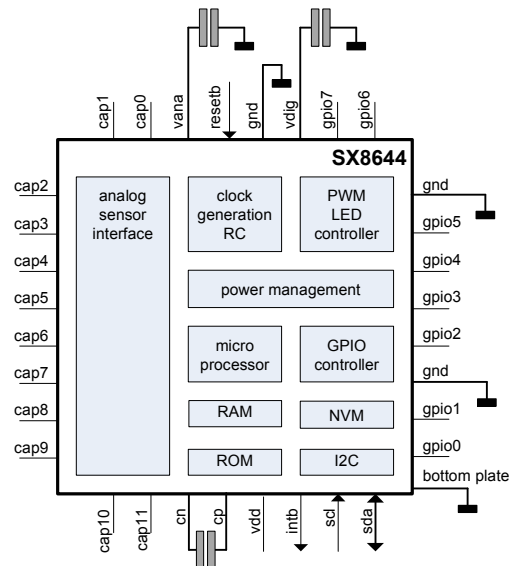 cap1
cap0
vana
resetb
gnd
vdig
gpio7
gpio6
SX8644
cap2
cap3
cap4
cap5
cap6
cap7
cap8
cap9
analog
sensor
interface
clock
generation
RC
PWM
LED
controller
power management
micro
processor
GPIO
controller
RAM
NVM
ROM
I2C
gnd
gpio5
gpio4
gpio3
gpio2
gnd
gpio1
gpio0
bottom plate
cap10
cap11
cn
cp
vdd
intb
scl
sda